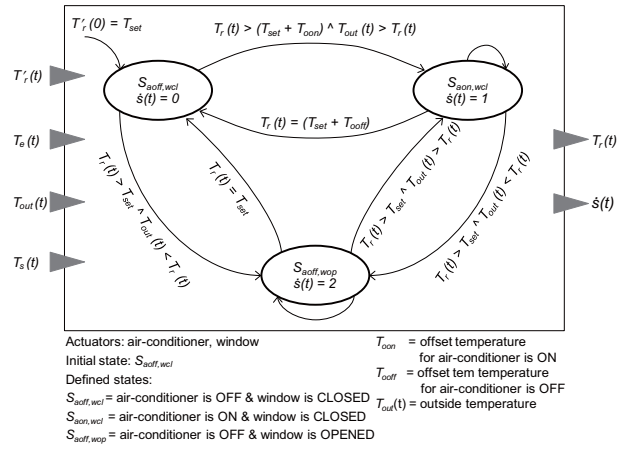 T'r (0) = Tset
Tr (t) > (Tset + Toon) ^ Tout (t) > Tr (t)
T'r (t)
Saoff,wcl
ṡ(t) = 0
Saon,wcl
ṡ(t) = 1
Tr (t) = (Tset + Tooff)
Te (t)
Tr (t)
Tout (t)
ṡ(t)
Ts (t)
Tr (t) > Tset ^ Tout (t) < Tr (t)
Tr (t) = Tset
Tr (t) > Tset ^ Tout (t) > Tr (t)
Tr (t) > Tset ^ Tout (t) < Tr (t)
Saoff,wop
ṡ(t) = 2
Actuators: air-conditioner, window
Initial state: Saoff,wcl
Defined states:
Saoff,wcl = air-conditioner is OFF & window is CLOSED
Saon,wcl = air-conditioner is ON & window is CLOSED
Saoff,wop = air-conditioner is OFF & window is OPENED
Toon = offset temperature
for air-conditioner is ON
Tooff = offset tem temperature
for air-conditioner is OFF
Tout(t) = outside temperature